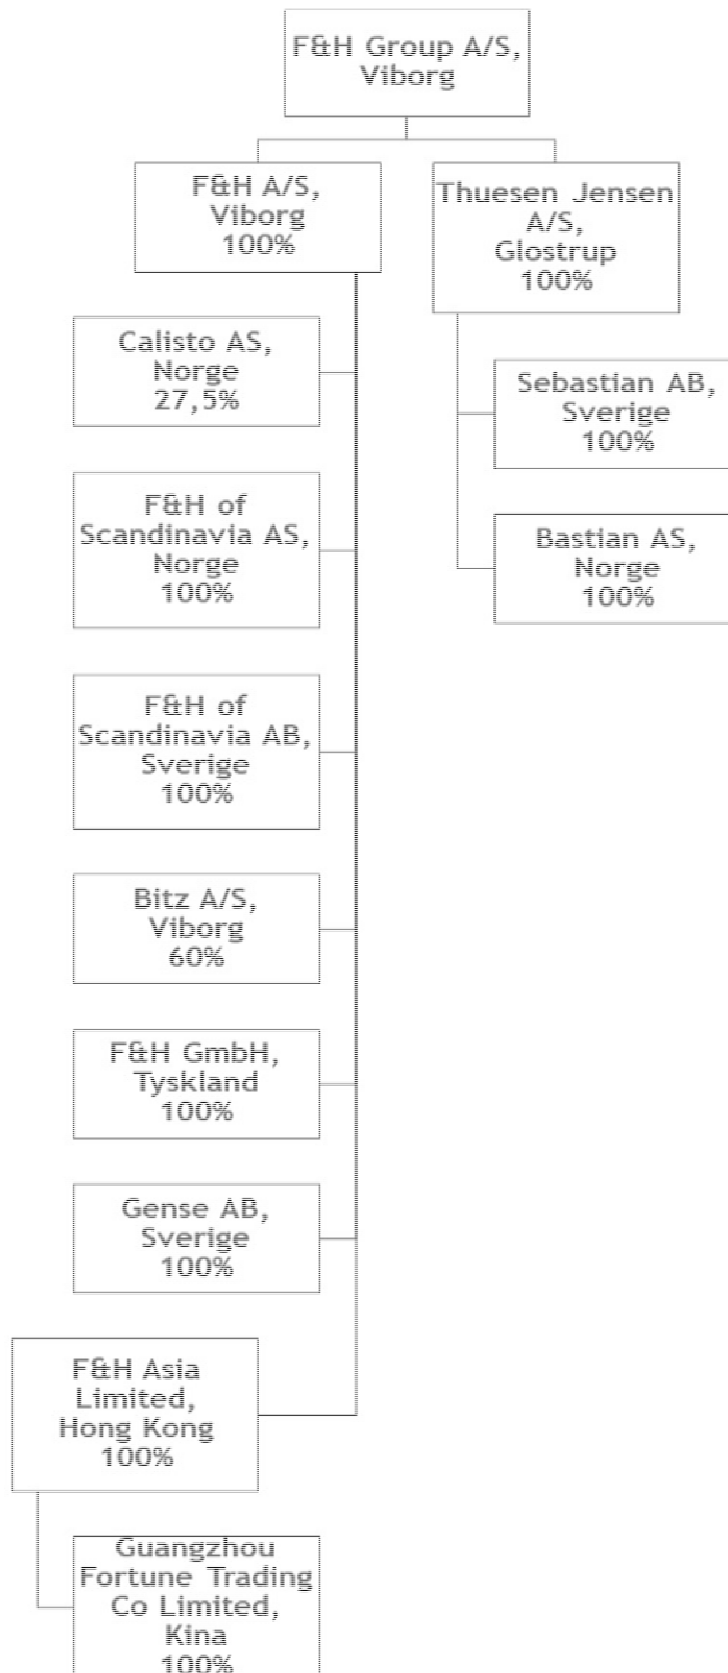 F&H Group A/S,
Viborg
F&H A/S,
Viborg
100%
Thuesen Jensen
A/S,
Glostrup
100%
Calisto AS,
Norge
27,5%
Sebastian AB,
Sverige
100%
F&H of
Scandinavia AS,
Norge
100%
Bastian AS,
Norge
100%
F&H of
Scandinavia AB,
Sverige
100%
Bitz A/S,
Viborg
60%
F&H GmbH,
Tyskland
100%
Gense AB,
Sverige
100%
F&H Asia
Limited,
Hong Kong
100%
Guangzhou
Fortune Trading
Co Limited,
Kina
100%